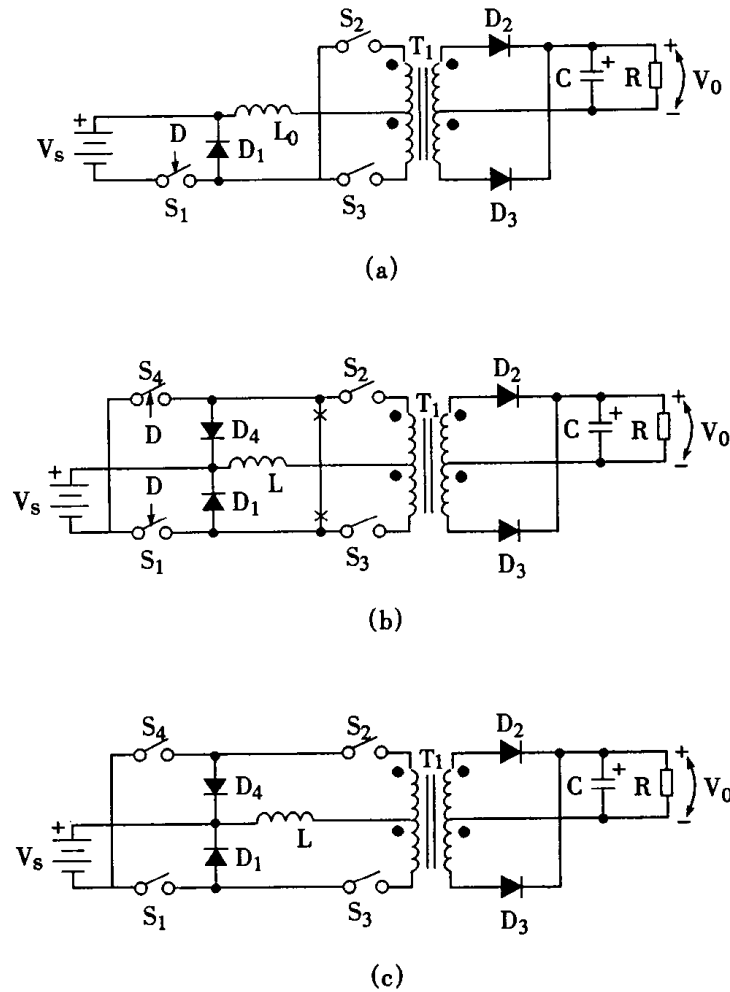 S2
T1
D2
+
D
L0
C
+
R
+
V0
−
Vs
D1
S1
S3
D3
(a)
S4
S2
T1
D2
D
D4
+
D
L
C
+
R
+
V0
−
Vs
D1
S1
S3
D3
(b)
S4
S2
T1
D2
D4
+
L
C
+
R
+
V0
−
Vs
D1
S1
S3
D3
(c)